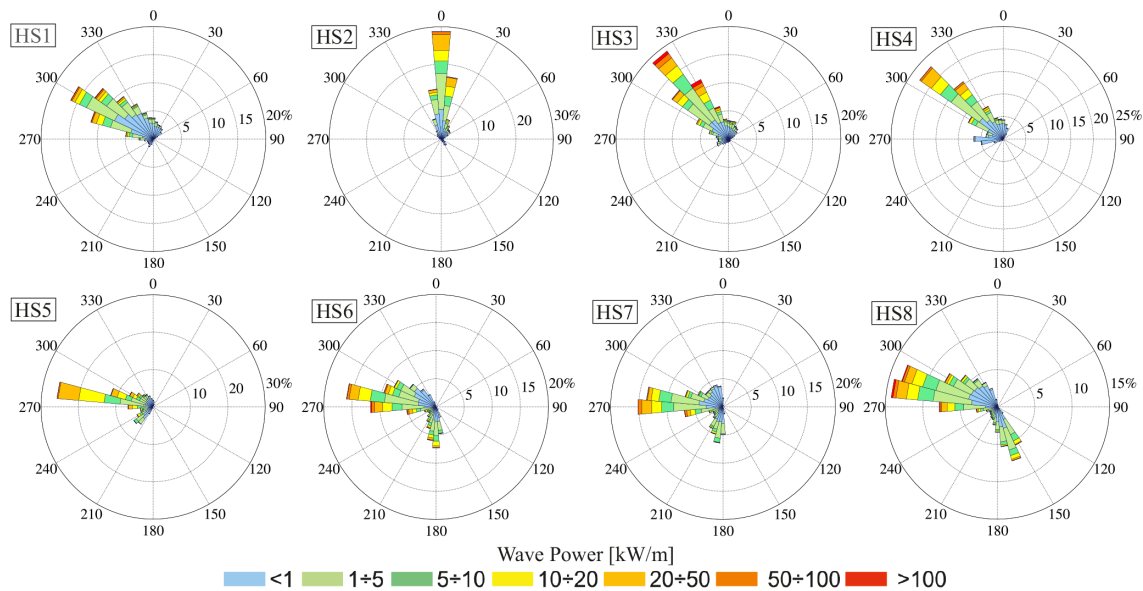 HS1 0 30 60 90 120 150 180 210 240 270 300 330 5 10 15 20%
HS2 0 30 60 90 120 150 180 210 240 270 300 330 10 20 30%
HS3 0 30 60 90 120 150 180 210 240 270 300 330 5 10 15 20%
HS4 0 30 60 90 120 150 180 210 240 270 300 330 5 10 15 20 25%
HS5 0 30 60 90 120 150 180 210 240 270 300 330 10 20 30%
HS6 0 30 60 90 120 150 180 210 240 270 300 330 5 10 15 20%
HS7 0 30 60 90 120 150 180 210 240 270 300 330 5 10 15 20%
HS8 0 30 60 90 120 150 180 210 240 270 300 330 5 10 15%
Wave Power [kW/m]
<1 1÷5 5÷10 10÷20 20÷50 50÷100 >100